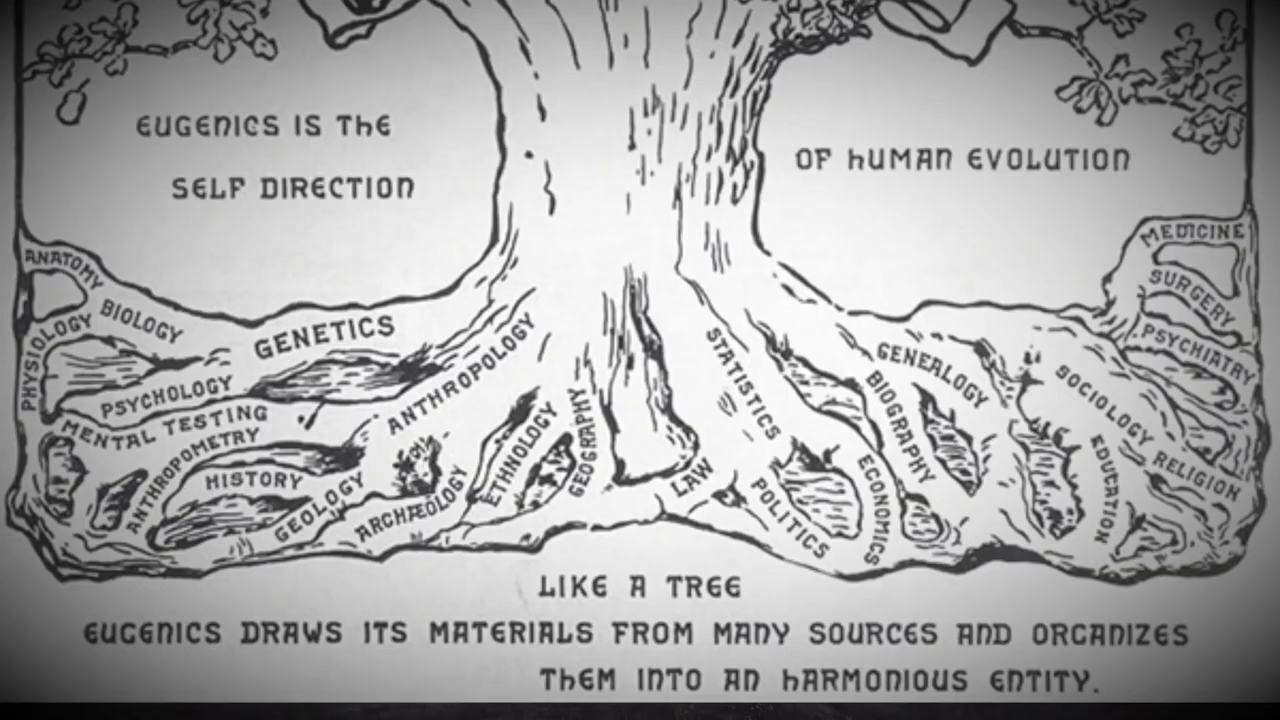 EUGENICS IS THE
SELF DIRECTION
OF HUMAN EVOLUTION
ANATOMY
BIOLOGY
PHYSIOLOGY
GENETICS
PSYCHOLOGY
MENTAL TESTING
ANTHROPOMETRY
HISTORY
GEOLOGY
ANTHROPOLOGY
ARCHÆOLOGY
ETHNOLOGY
GEOGRAPHY
LAW
STATISTICS
POLITICS
ECONOMICS
BIOGRAPHY
GENEALOGY
EDUCATION
SOCIOLOGY
RELIGION
PSYCHIATRY
SURGERY
MEDICINE
LIKE A TREE
EUGENICS DRAWS ITS MATERIALS FROM MANY SOURCES AND ORGANIZES
THEM INTO AN HARMONIOUS ENTITY.